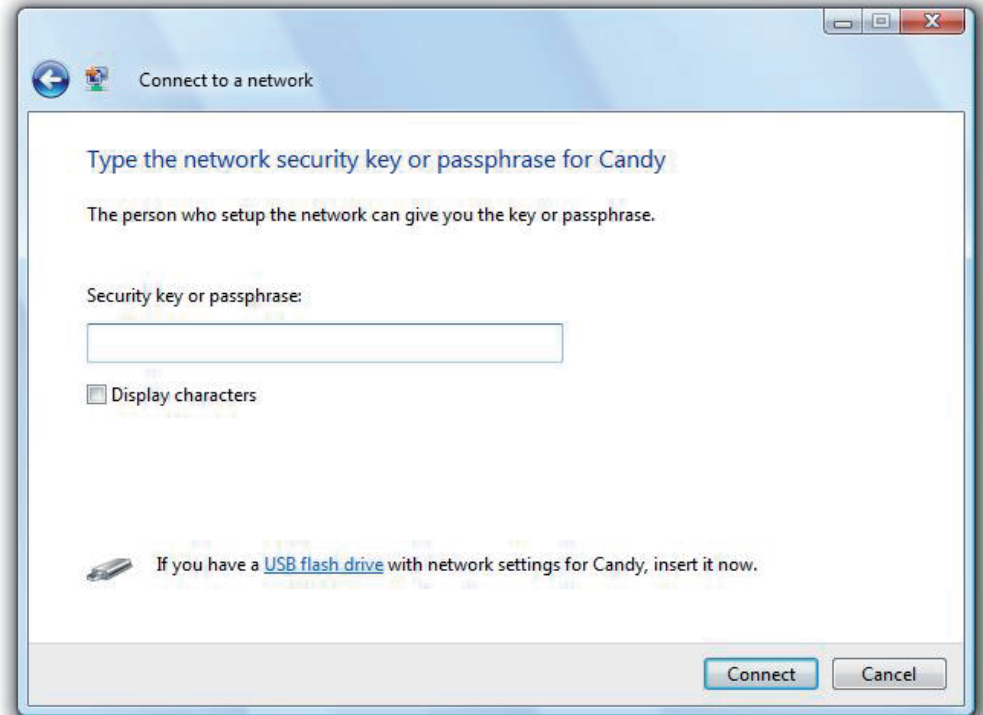 Connect to a network
Type the network security key or passphrase for Candy
The person who setup the network can give you the key or passphrase.
Security key or passphrase:
Display characters
If you have a USB flash drive with network settings for Candy, insert it now.
Connect Cancel